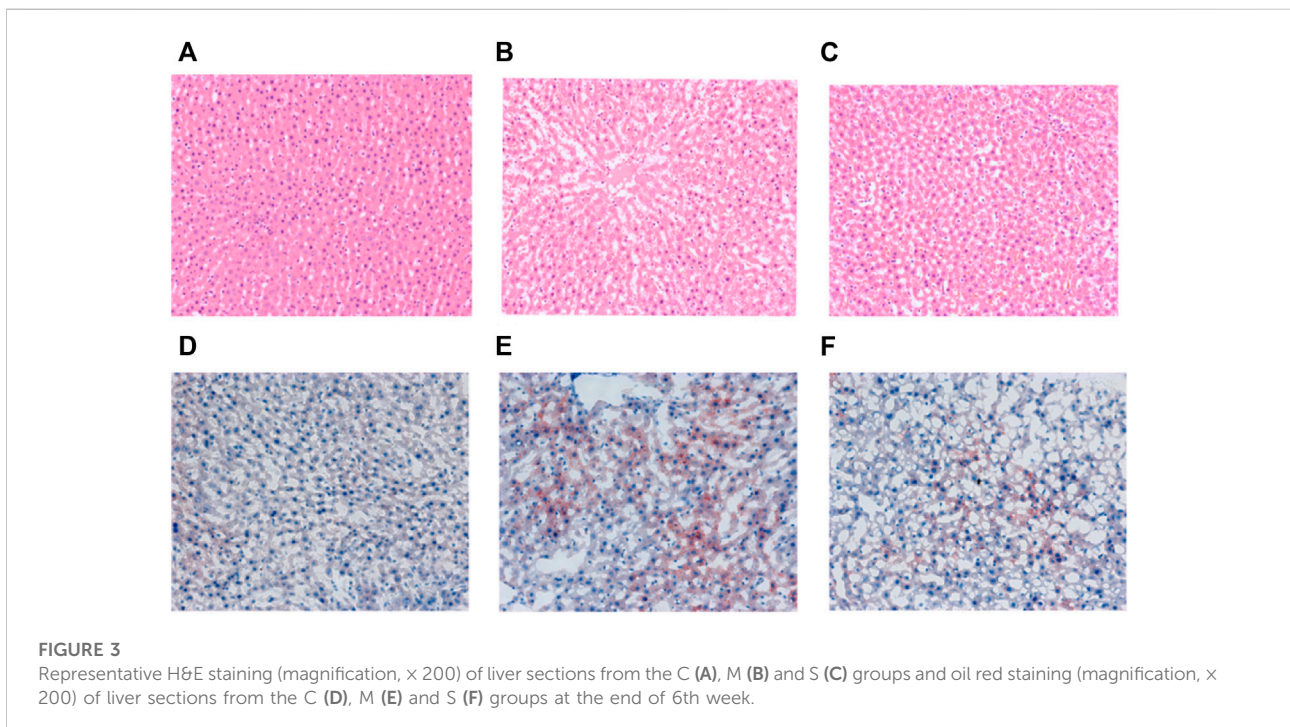 A
B
C
D
E
F
FIGURE 3
Representative H&E staining (magnification, × 200) of liver sections from the C (A), M (B) and S (C) groups and oil red staining (magnification, ×
200) of liver sections from the C (D), M (E) and S (F) groups at the end of 6th week.